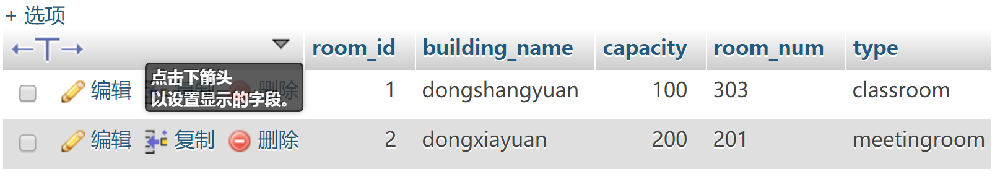 + 选项
room_id building_name capacity room_num type
点击下箭头
以设置显示的字段。
编辑 复制 删除 1 dongshangyuan 100 303 classroom
编辑 复制 删除 2 dongxiayuan 200 201 meetingroom